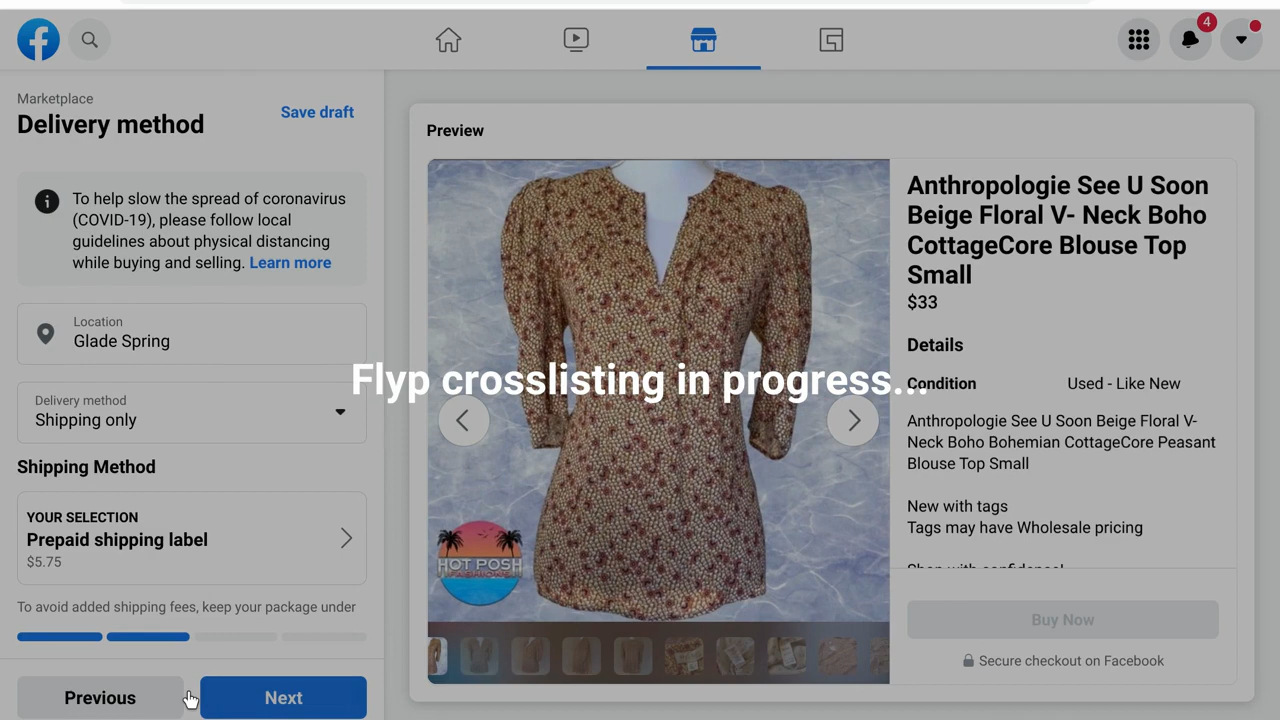 4
Marketplace
Delivery method
Save draft
To help slow the spread of coronavirus
(COVID-19), please follow local
guidelines about physical distancing
while buying and selling. Learn more
Location
Glade Spring
Delivery method
Shipping only
Shipping Method
YOUR SELECTION
Prepaid shipping label
$5.75
To avoid added shipping fees, keep your package under
Previous
Next
Preview
HOT POSH
FASHIONS
Flyp crosslisting in progress...
Anthropologie See U Soon
Beige Floral V- Neck Boho
CottageCore Blouse Top
Small
$33
Details
Condition
Used - Like New
Anthropologie See U Soon Beige Floral V-
Neck Boho Bohemian CottageCore Peasant
Blouse Top Small
New with tags
Tags may have Wholesale pricing
Shop with confidence!
Buy Now
Secure checkout on Facebook